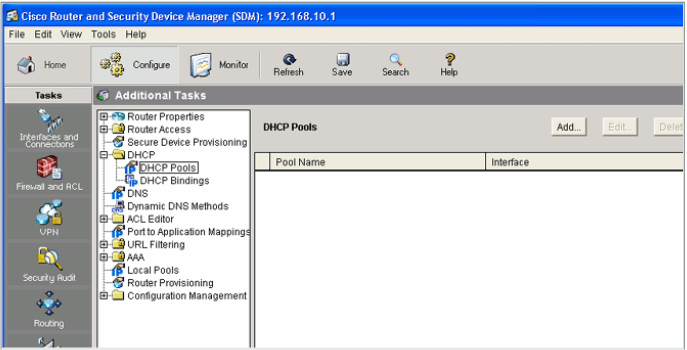 Cisco Router and Security Device Manager (SDM): 192.168.10.1
File Edit View Tools Help
Home Configure Monitor Refresh Save Search Help
Tasks
Additional Tasks
Interfaces and Connections
Firewall and ACL
VPN
Security Audit
Routing
Router Properties
Router Access
Secure Device Provisioning
DHCP
DHCP Pools
DHCP Bindings
DNS
Dynamic DNS Methods
ACL Editor
Port to Application Mappings
URL Filtering
AAA
Local Pools
Router Provisioning
Configuration Management
DHCP Pools
Add... Edit... Delet
Pool Name Interface